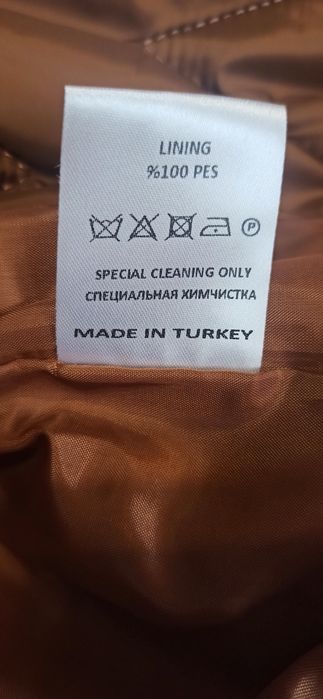 LINING
%100 PES
P
SPECIAL CLEANING ONLY
СПЕЦИАЛЬНАЯ ХИМЧИСТКА
MADE IN TURKEY